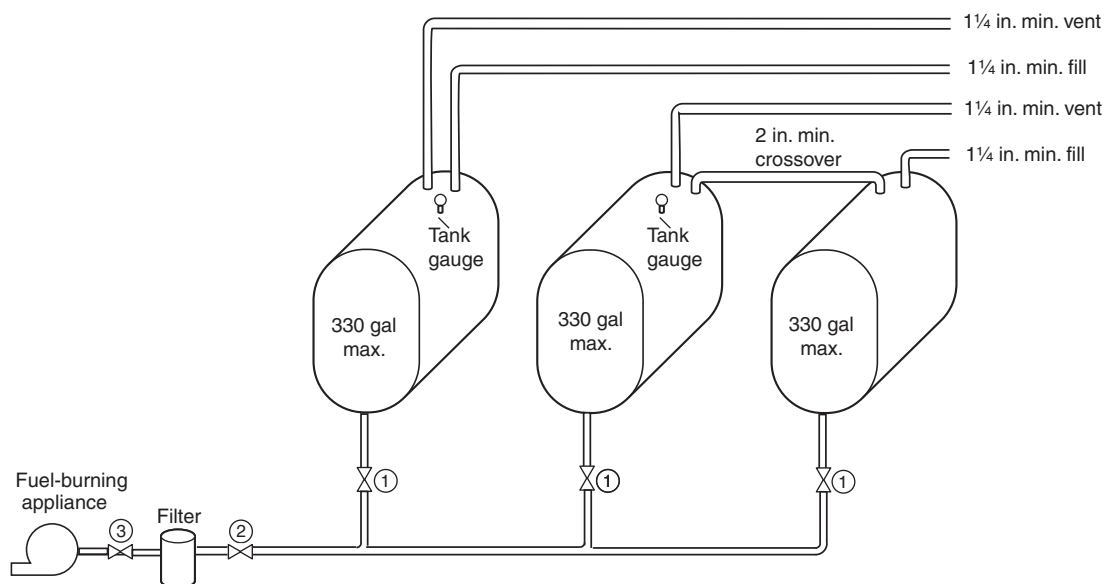 1¼ in. min. vent
1¼ in. min. fill
1¼ in. min. vent
2 in. min.
crossover
1¼ in. min. fill
Tank
gauge
Tank
gauge
330 gal
max.
330 gal
max.
330 gal
max.
1
1
1
Fuel-burning
appliance
3
Filter
2